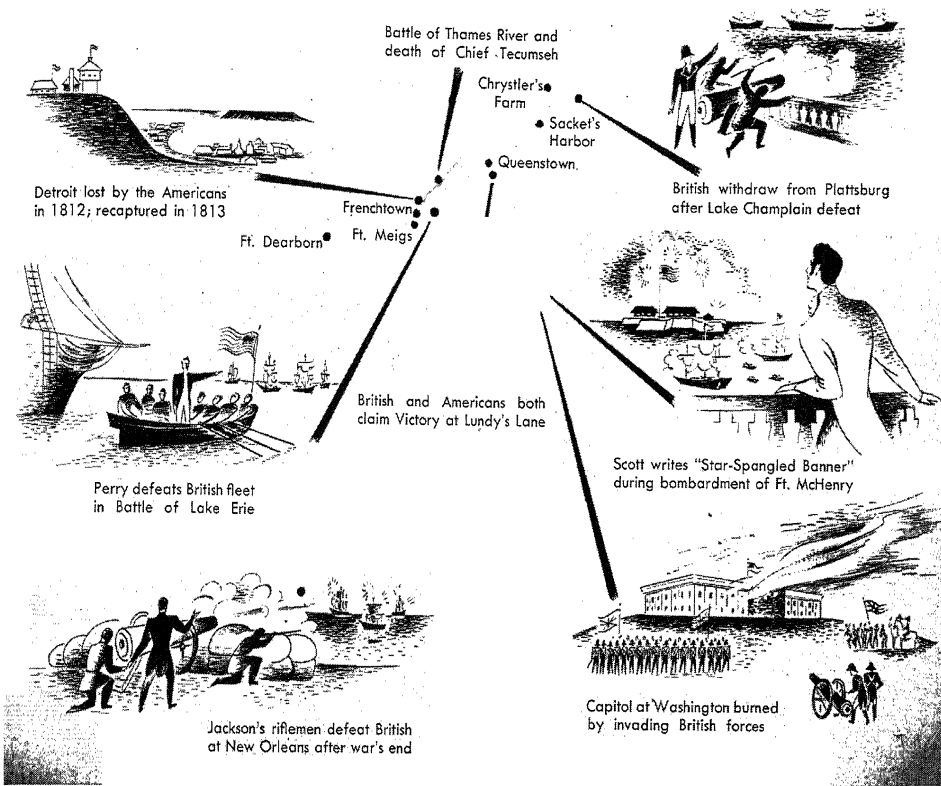 Battle of Thames River and
death of Chief Tecumseh
Chrystler's
Farm
Sacket's
Harbor
Queenstown
Detroit lost by the Americans
in 1812; recaptured in 1813
Frenchtown
Ft. Meigs
Ft. Dearborn
British withdraw from Plattsburg
after Lake Champlain defeat
British and Americans both
claim Victory at Lundy's Lane
Scott writes "Star-Spangled Banner"
during bombardment of Ft. McHenry
Perry defeats British fleet
in Battle of Lake Erie
Jackson's riflemen defeat British
at New Orleans after war's end
Capitol at Washington burned
by invading British forces